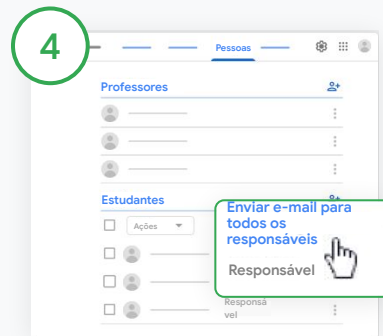 4
Pessoas
Professores
Estudantes
Ações
Enviar e-mail para
todos os
responsáveis
Responsável
Responsá
vel